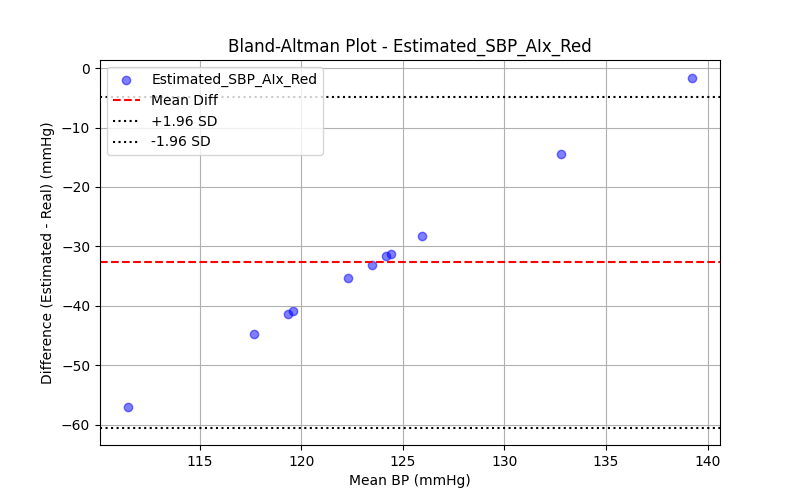 Bland-Altman Plot - Estimated_SBP_AIx_Red
Estimated_SBP_AIx_Red
Mean Diff
+1.96 SD
-1.96 SD
0
−10
−20
−30
−40
−50
−60
Difference (Estimated - Real) (mmHg)
115
120
125
130
135
140
Mean BP (mmHg)